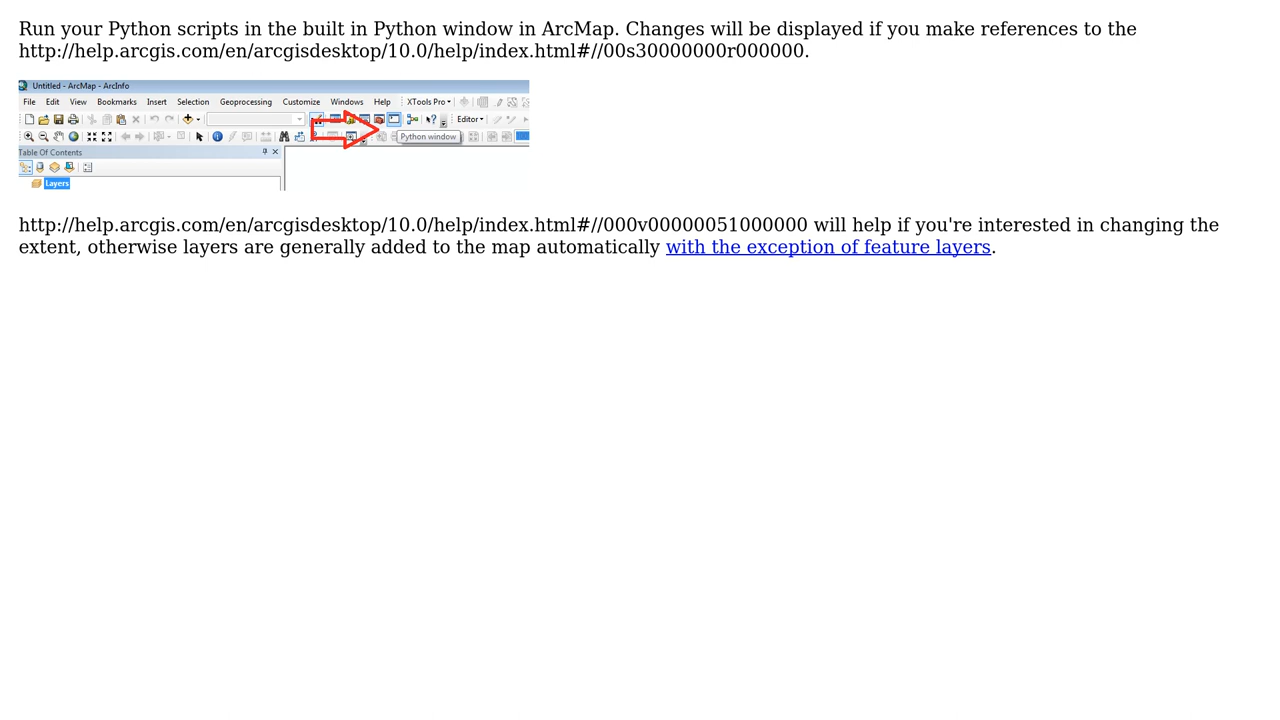 Run your Python scripts in the built in Python window in ArcMap. Changes will be displayed if you make references to the
http://help.arcgis.com/en/arcgisdesktop/10.0/help/index.html#//00s30000000r000000.
Untitled - ArcMap - ArcInfo
File Edit View Bookmarks Insert Selection Geoprocessing Customize Windows Help XTools Pro
Editor
Python window
Table Of Contents
Layers
http://help.arcgis.com/en/arcgisdesktop/10.0/help/index.html#//000v00000051000000 will help if you're interested in changing the
extent, otherwise layers are generally added to the map automatically with the exception of feature layers.